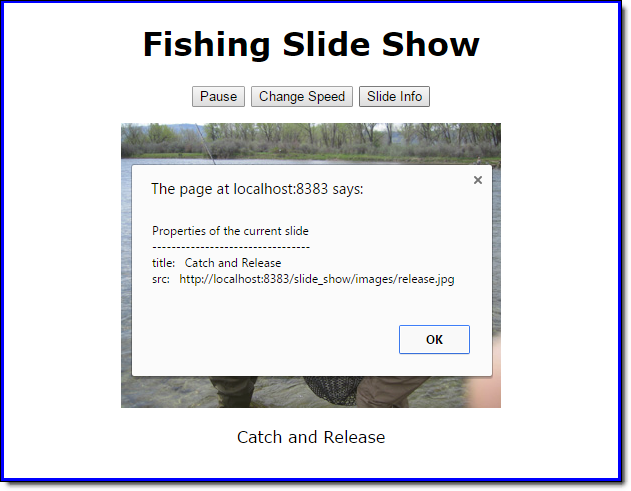 Fishing Slide Show
Pause Change Speed Slide Info
The page at localhost:8383 says: ×
Properties of the current slide
---------------------------------
title: Catch and Release
src: http://localhost:8383/slide_show/images/release.jpg
OK
Catch and Release